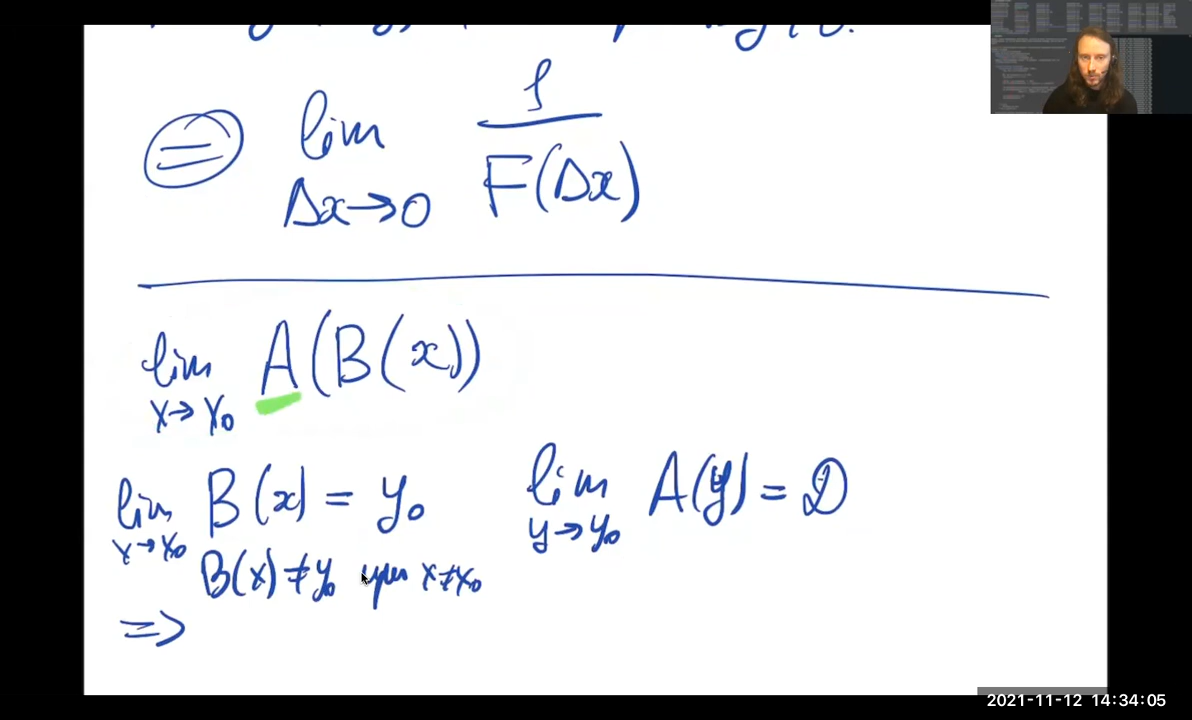 = lim 1
Δx→0 F(Δx)
lim A(B(x))
x→x₀
lim B(x) = y₀ lim A(y) = D
x→x₀ y→y₀
B(x) ≠ y₀ при x≠x₀
=>
2021-11-12 14:34:05